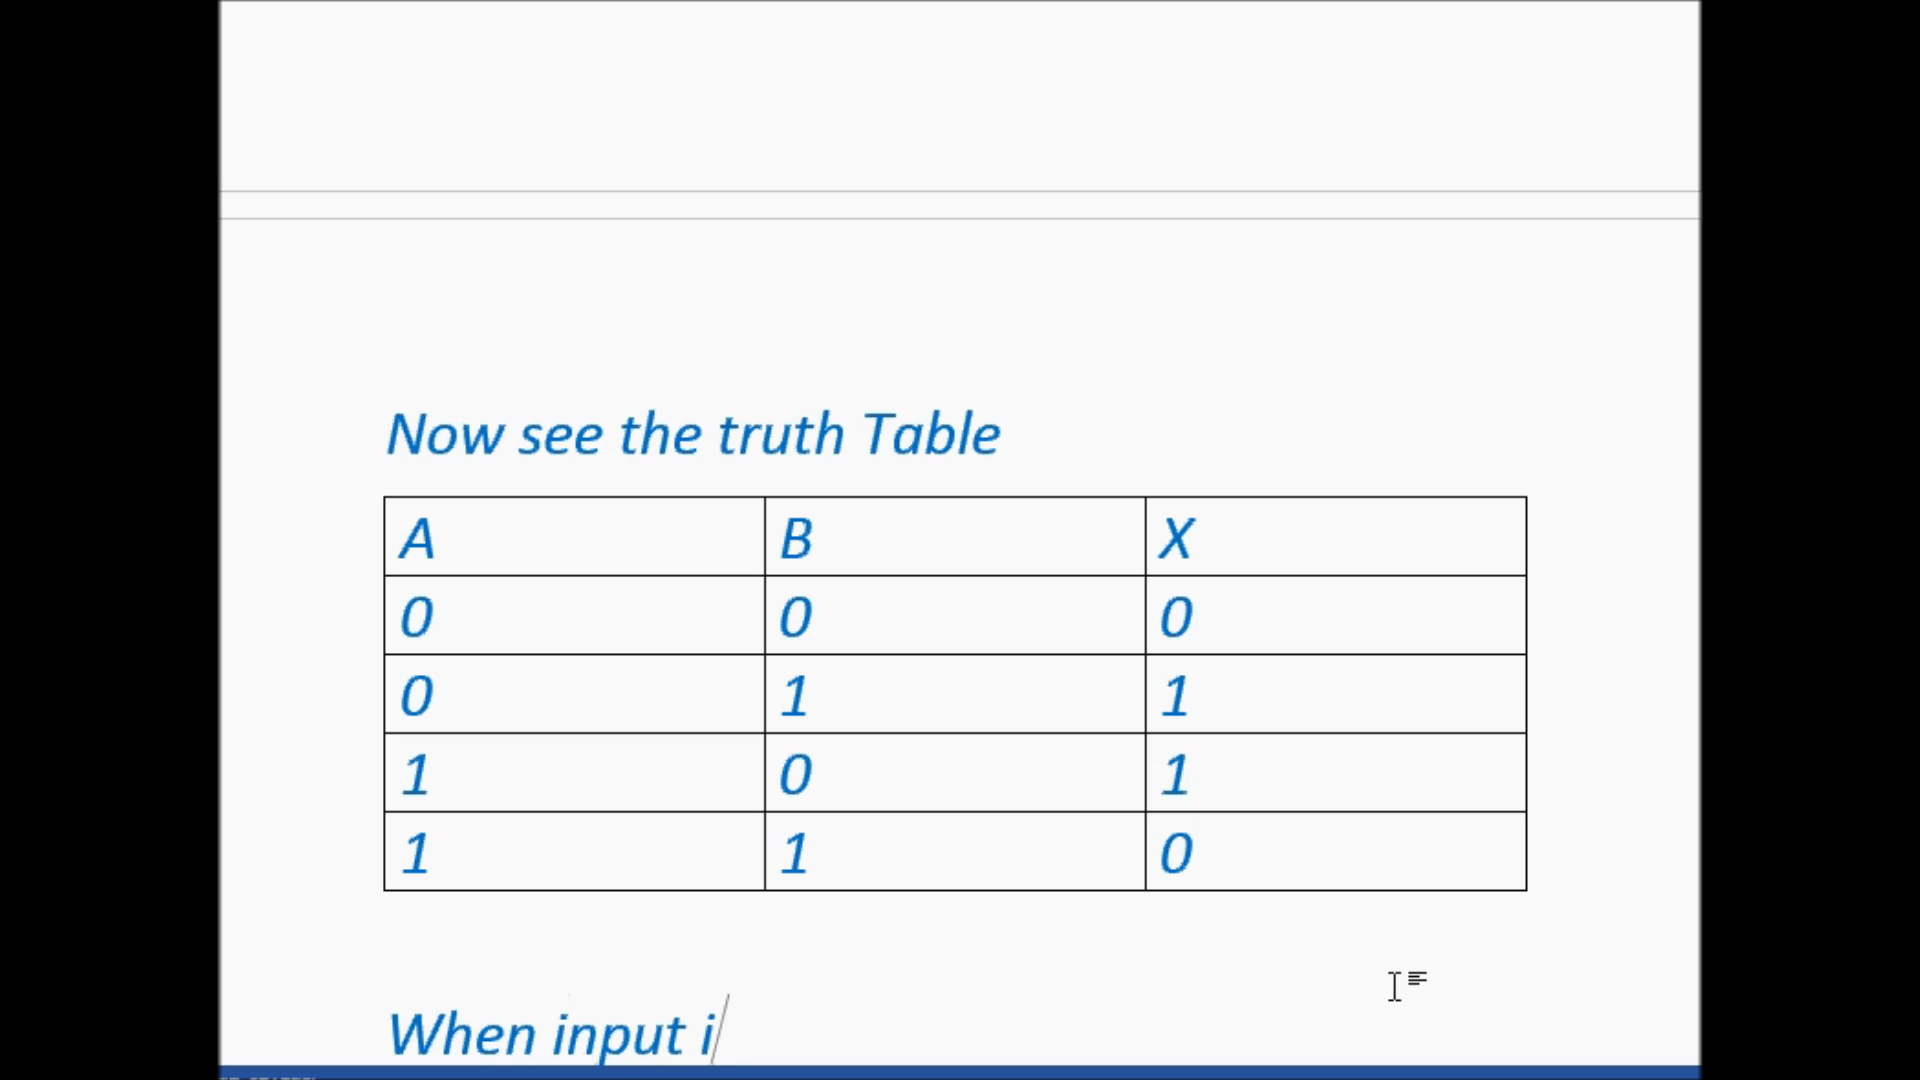 Now see the truth Table
A B X
0 0 0
0 1 1
1 0 1
1 1 0
When input i